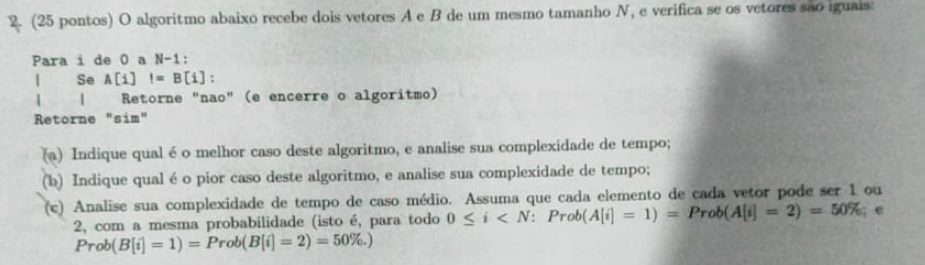 2. (25 pontos) O algoritmo abaixo recebe dois vetores A e B de um mesmo tamanho N, e verifica se os vetores são iguais:
Para i de 0 a N-1:
|    Se A[i] != B[i]:
|    |    Retorne "nao" (e encerre o algoritmo)
Retorne "sim"
(a) Indique qual é o melhor caso deste algoritmo, e analise sua complexidade de tempo;
(b) Indique qual é o pior caso deste algoritmo, e analise sua complexidade de tempo;
(c) Analise sua complexidade de tempo de caso médio. Assuma que cada elemento de cada vetor pode ser 1 ou
2, com a mesma probabilidade (isto é, para todo 0 ≤ i < N: Prob(A[i] = 1) = Prob(A[i] = 2) = 50%; e
Prob(B[i] = 1) = Prob(B[i] = 2) = 50%.)